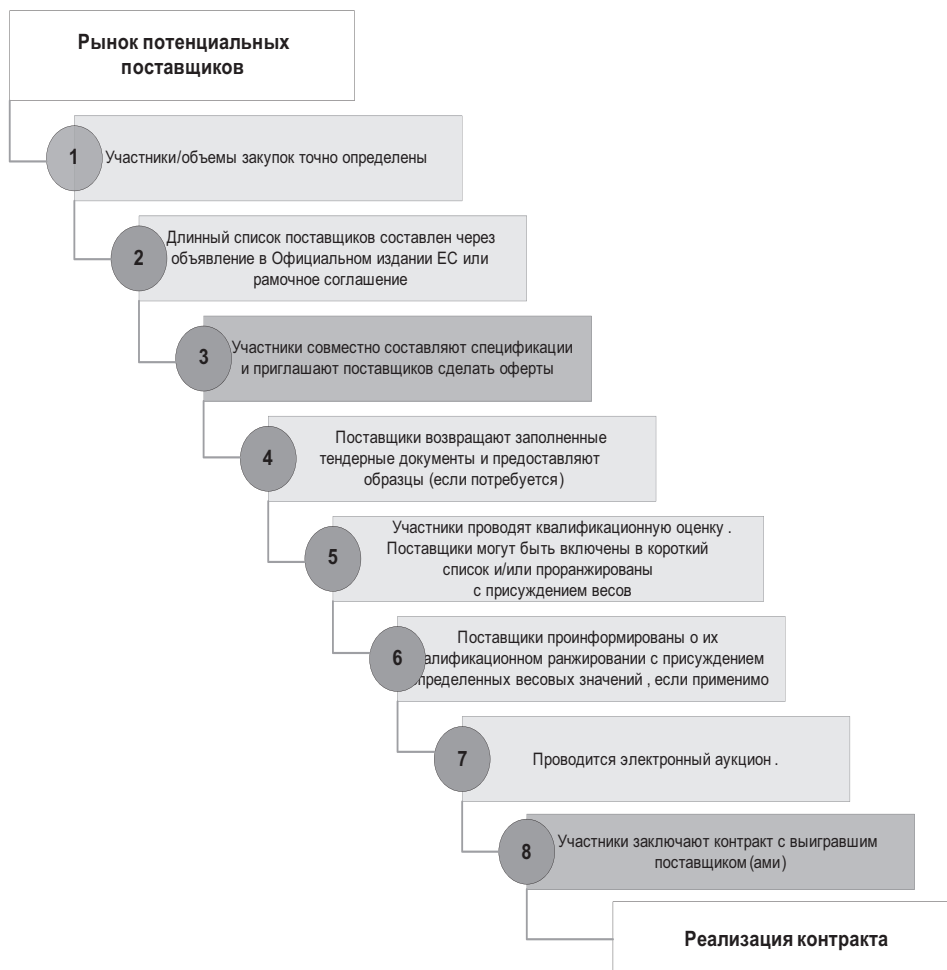 Рынок потенциальных
поставщиков
1
Участники/объемы закупок точно определены
2
Длинный список поставщиков составлен через
объявление в Официальном издании ЕС или
рамочное соглашение
3
Участники совместно составляют спецификации
и приглашают поставщиков сделать оферты
4
Поставщики возвращают заполненные
тендерные документы и предоставляют
образцы (если потребуется)
5
Участники проводят квалификационную оценку .
Поставщики могут быть включены в короткий
список и/или проранжированы
с присуждением весов
6
Поставщики проинформированы о их
алификационном ранжировании с присуждением
пределенных весовых значений , если применимо
7
Проводится электронный аукцион .
8
Участники заключают контракт с выигравшим
поставщиком (ами)
Реализация контракта